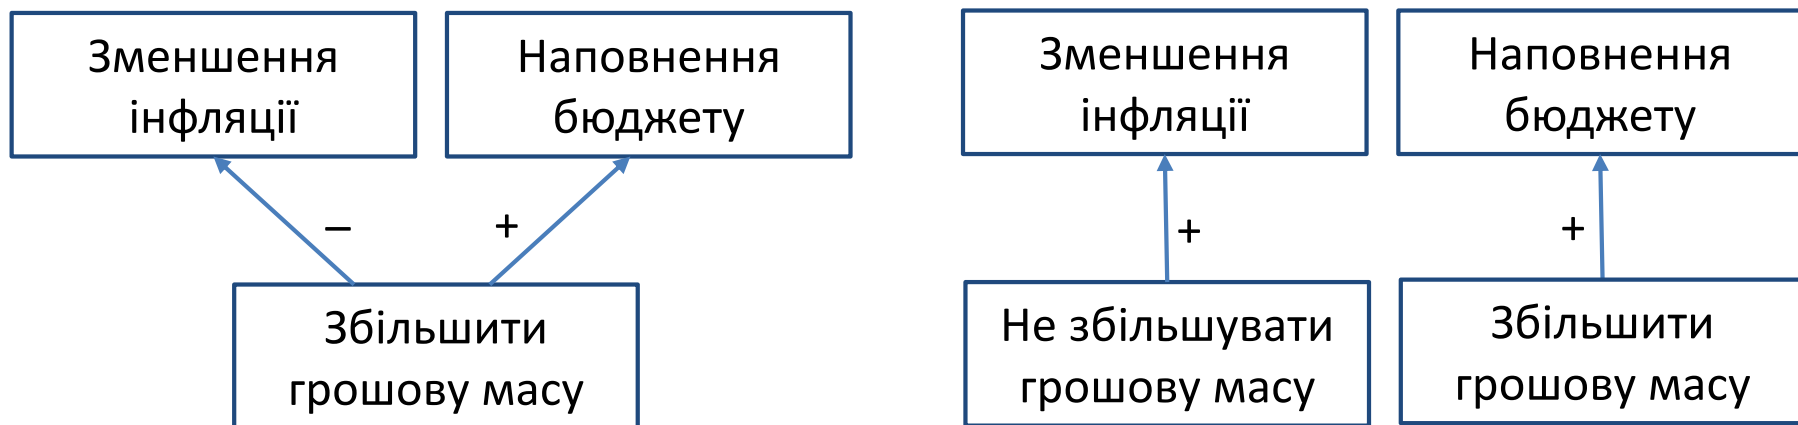 Зменшення
інфляції
Наповнення
бюджету
–
+
Збільшити
грошову масу
Зменшення
інфляції
Наповнення
бюджету
+
+
Не збільшувати
грошову масу
Збільшити
грошову масу